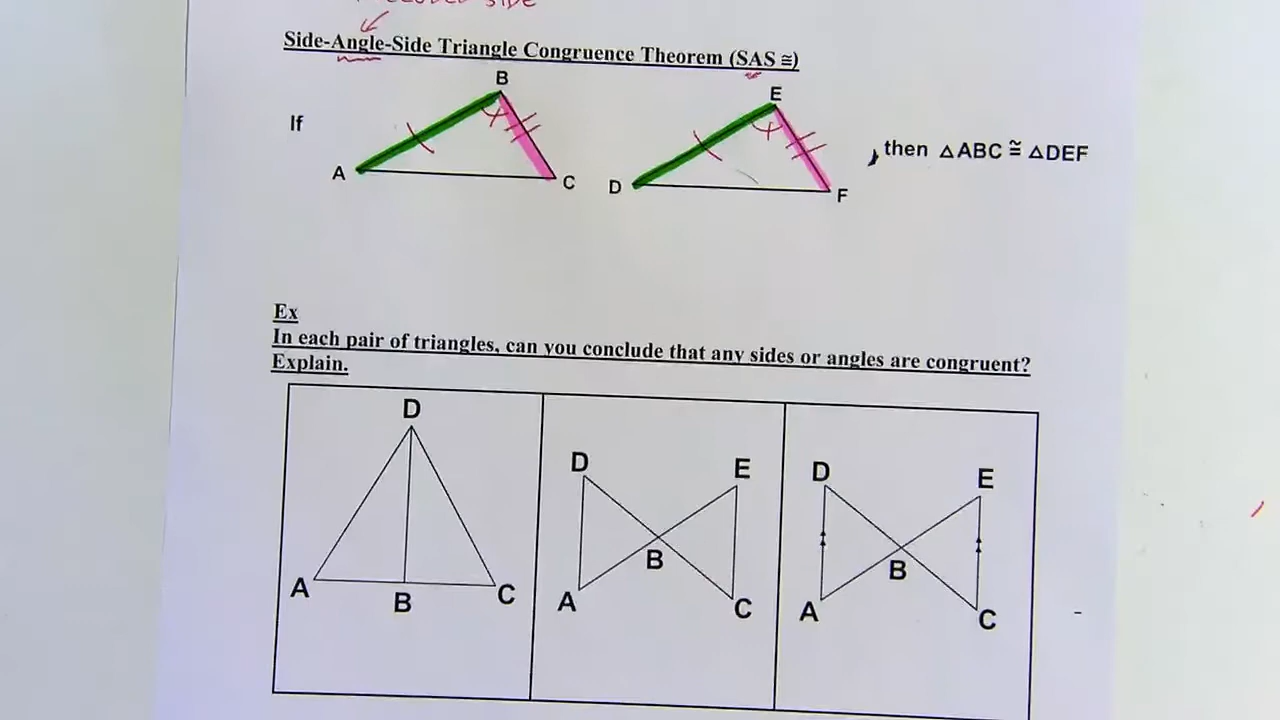 side
Side-Angle-Side Triangle Congruence Theorem (SAS ≅)
B
E
If
, then △ABC ≅ △DEF
A
C
D
F
Ex
In each pair of triangles, can you conclude that any sides or angles are congruent?
Explain.
D
A
B
C
D
E
B
A
C
D
E
B
A
C